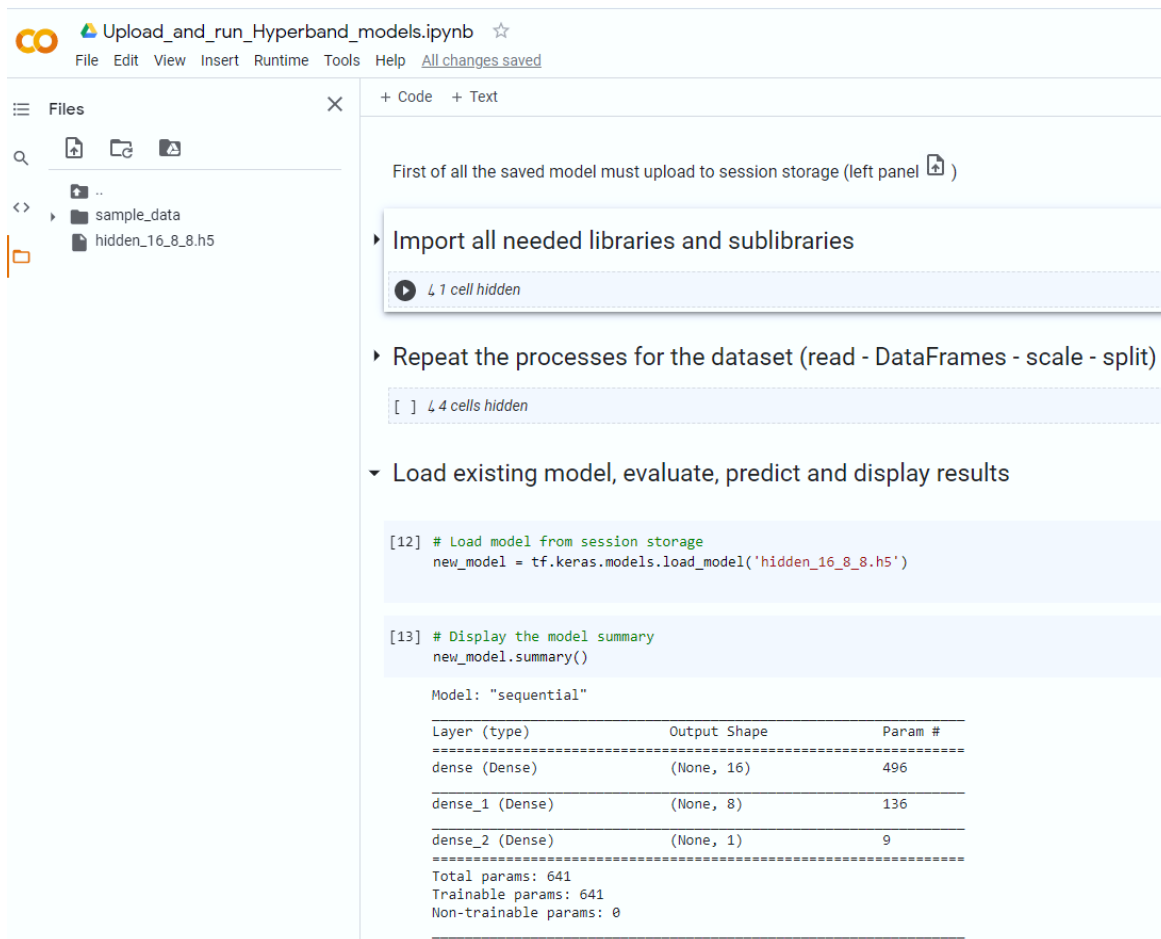 Upload_and_run_Hyperband_models.ipynb
File Edit View Insert Runtime Tools Help All changes saved
Files
+ Code + Text
..
sample_data
hidden_16_8_8.h5
First of all the saved model must upload to session storage (left panel )
Import all needed libraries and sublibraries
1 cell hidden
Repeat the processes for the dataset (read - DataFrames - scale - split)
[ ] 4 cells hidden
Load existing model, evaluate, predict and display results
[12] # Load model from session storage
new_model = tf.keras.models.load_model('hidden_16_8_8.h5')
[13] # Display the model summary
new_model.summary()
Model: "sequential"
Layer (type) Output Shape Param #
dense (Dense) (None, 16) 496
dense_1 (Dense) (None, 8) 136
dense_2 (Dense) (None, 1) 9
Total params: 641
Trainable params: 641
Non-trainable params: 0